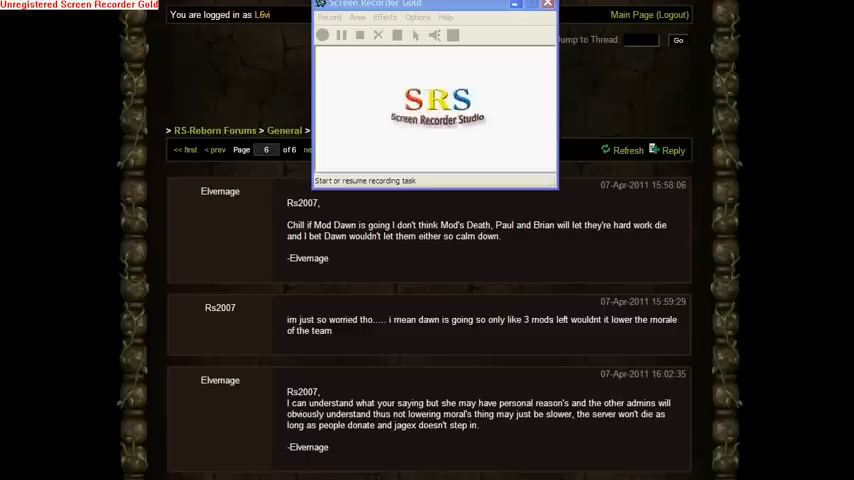 Unregistered Screen Recorder Gold
You are logged in as L6vi
Screen Recorder Gold
Main Page (Logout)
Record Area Effects Options Help
Jump to Thread:
Go
SRS
Screen Recorder Studio
> RS-Reborn Forums > General >
<< first < prev Page 6 of 6
Refresh Reply
Start or resume recording task
Elvemage
07-Apr-2011 15:58:06
Rs2007,
Chill if Mod Dawn is going I don't think Mod's Death, Paul and Brian will let they're hard work die
and I bet Dawn wouldn't let them either so calm down.
-Elvemage
Rs2007
07-Apr-2011 15:59:29
im just so worried tho..... i mean dawn is going so only like 3 mods left wouldnt it lower the morale
of the team
Elvemage
07-Apr-2011 16:02:35
Rs2007,
I can understand what your saying but she may have personal reason's and the other admins will
obviously understand thus not lowering moral's thing may just be slower, the server won't die as
long as people donate and jagex doesn't step in.
-Elvemage